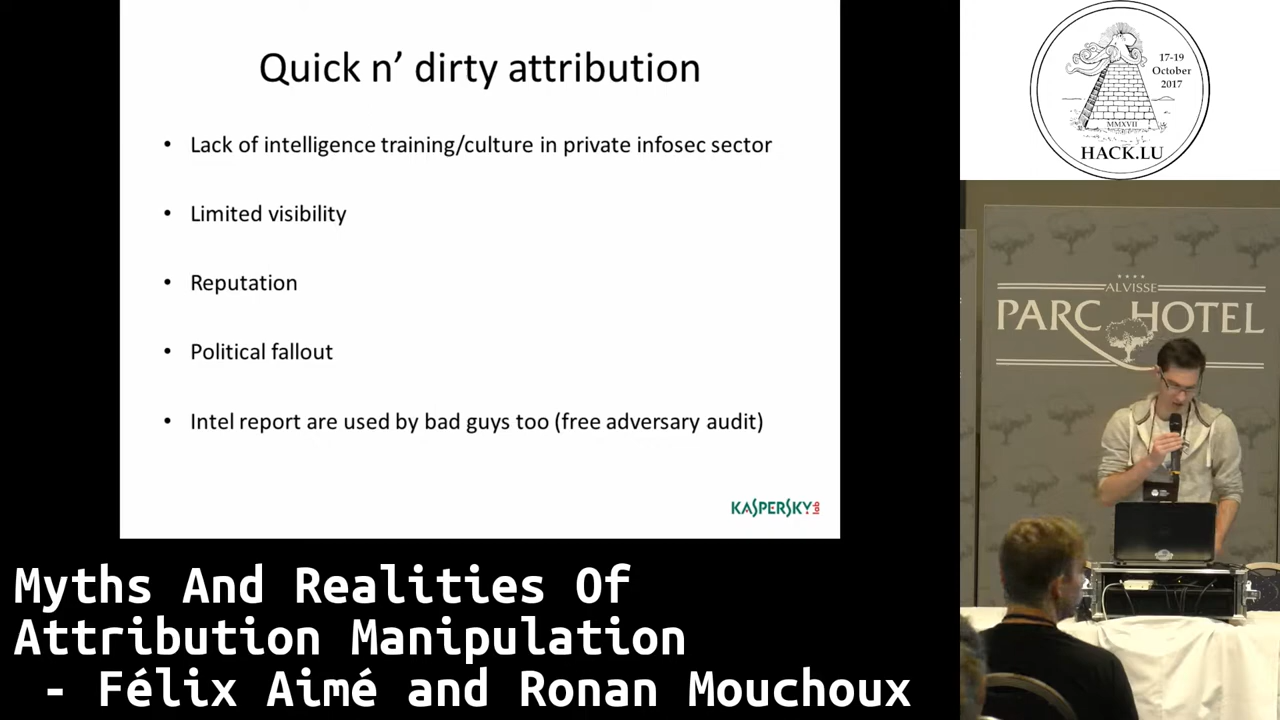 Quick n’ dirty attribution
• Lack of intelligence training/culture in private infosec sector
• Limited visibility
• Reputation
• Political fallout
• Intel report are used by bad guys too (free adversary audit)
KASPERSKY lab
17-19
October
2017
MMXVII
HACK.LU
ALVISSE
PARC HOTEL
Myths And Realities Of
Attribution Manipulation
- Félix Aimé and Ronan Mouchoux